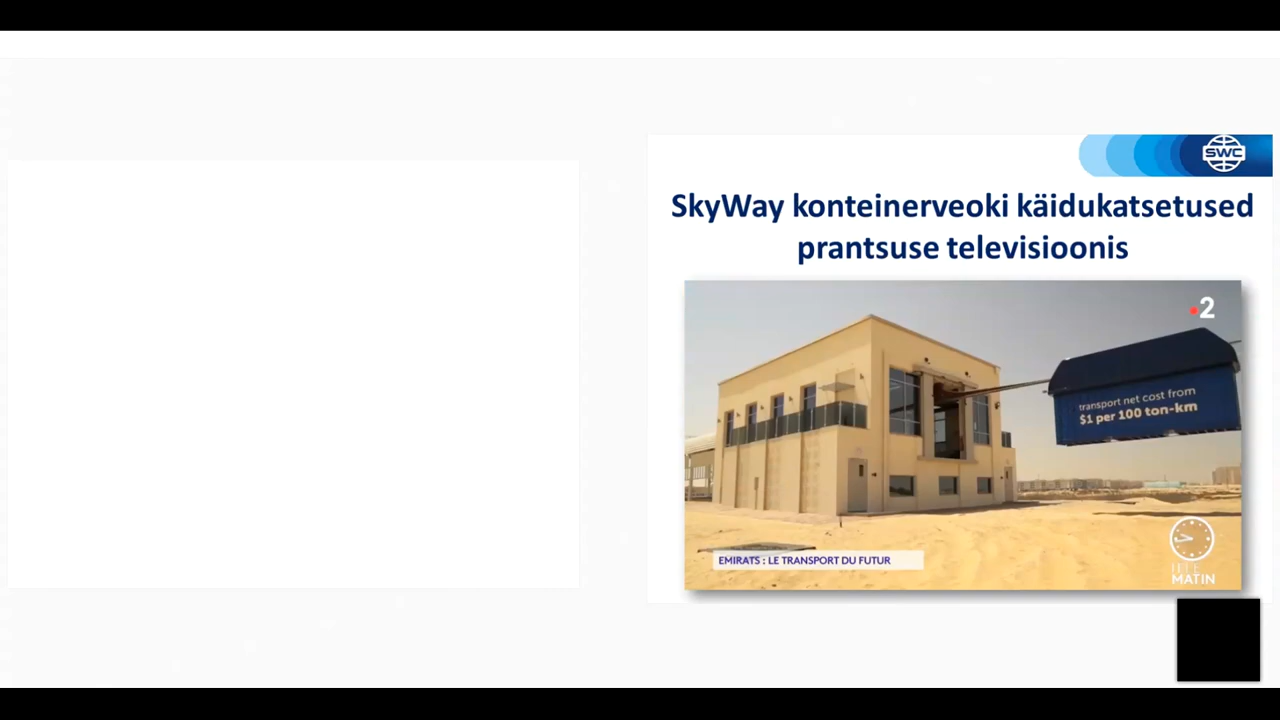 SWC
SkyWay konteinerveoki käidukatsetused
prantsuse televisioonis
2
transport net cost from
$1 per 100 ton-km
EMIRATS : LE TRANSPORT DU FUTUR
TÉLÉ
MATIN